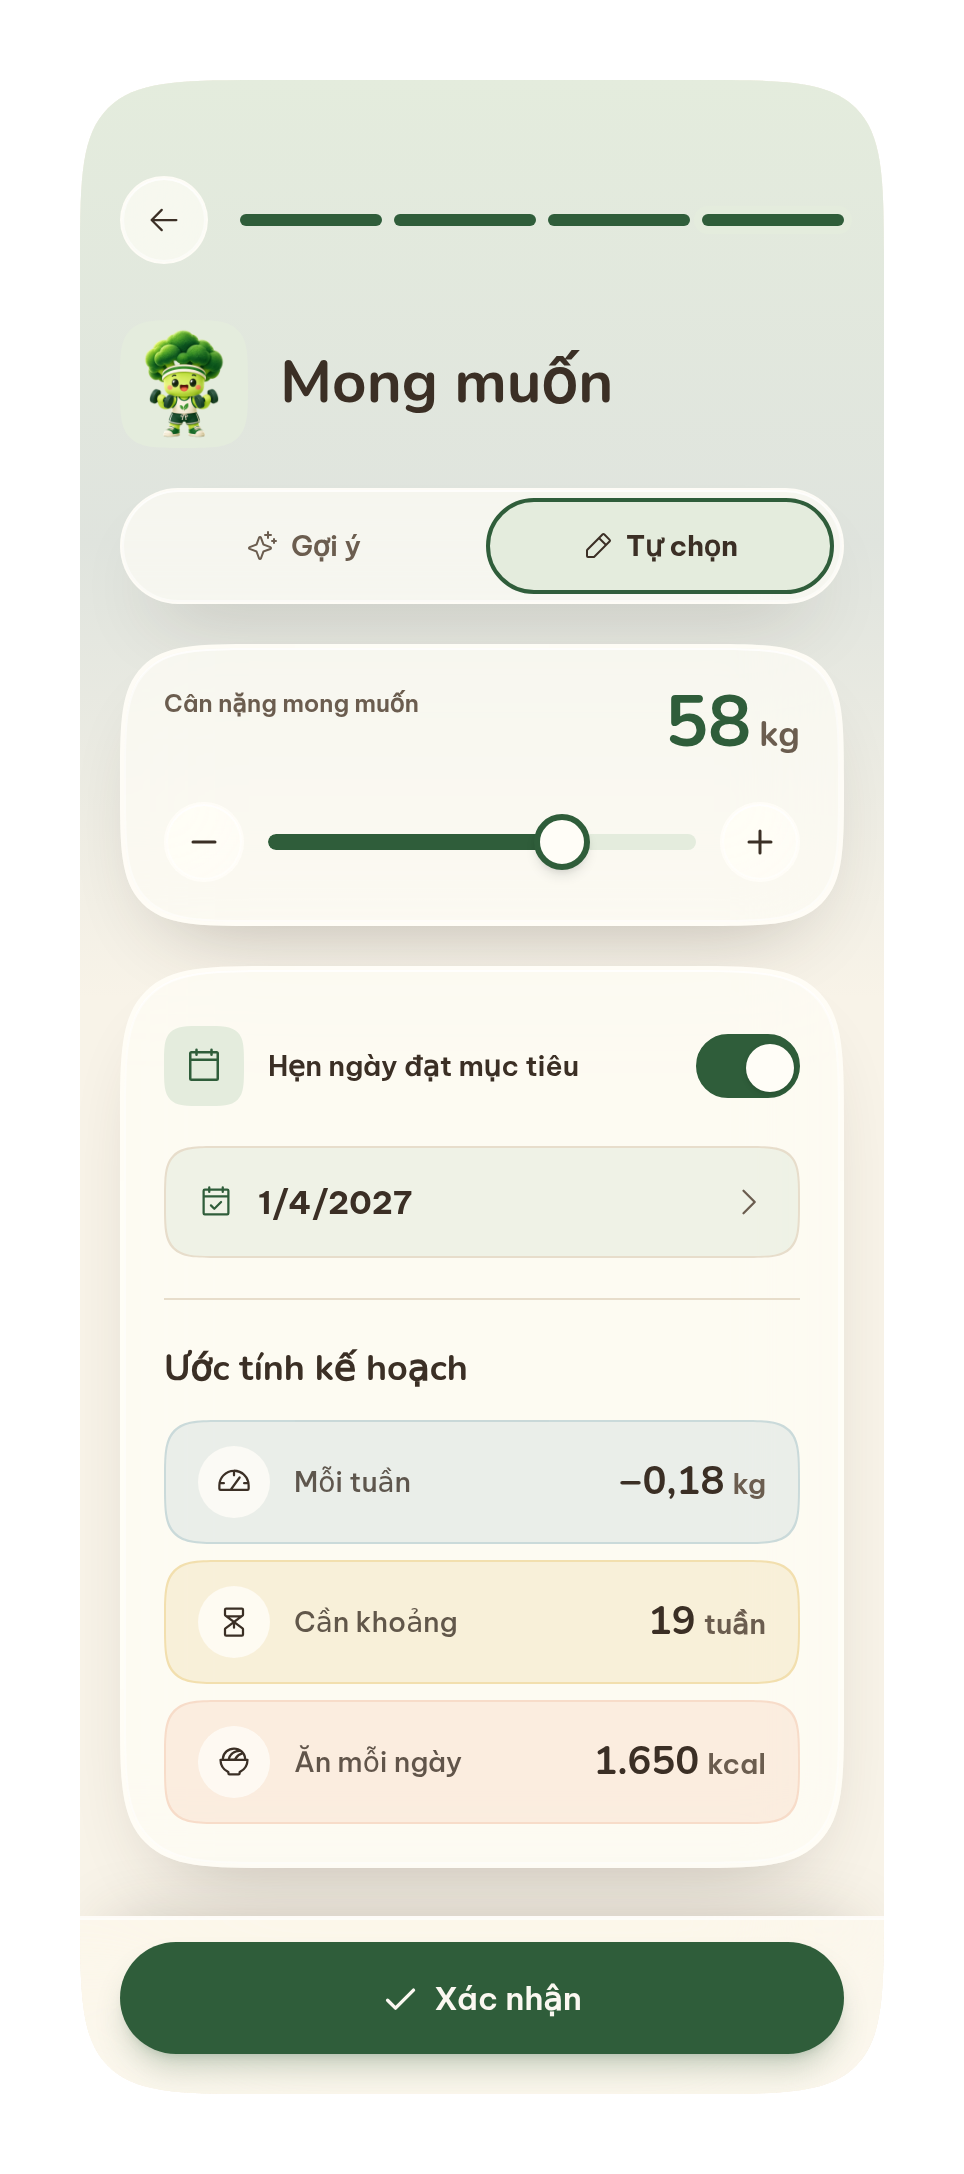 Mong muốn
Gợi ý
Tự chọn
Cân nặng mong muốn
58 kg
Hẹn ngày đạt mục tiêu
1/4/2027
Ước tính kế hoạch
Mỗi tuần
−0,18 kg
Cần khoảng
19 tuần
Ăn mỗi ngày
1.650 kcal
Xác nhận